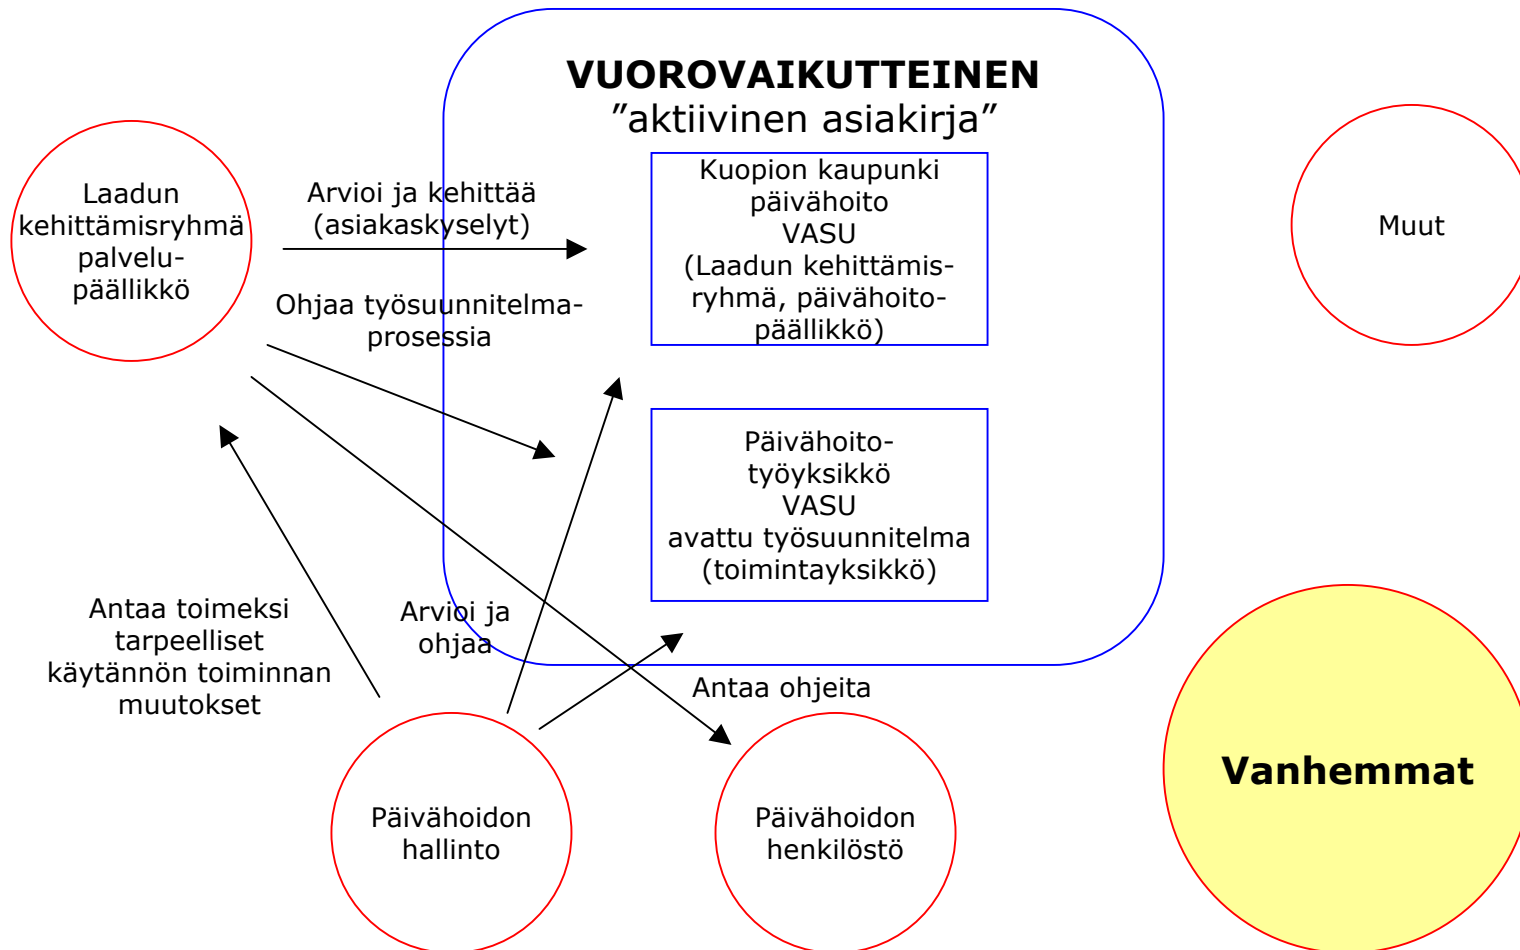 VUOROVAIKUTTEINEN
”aktiivinen asiakirja”
Laadun
kehittämisryhmä
palvelu-
päällikkö
Arvioi ja kehittää
(asiakaskyselyt)
Kuopion kaupunki
päivähoito
VASU
(Laadun kehittämis-
ryhmä, päivähoito-
päällikkö)
Muut
Ohjaa työsuunnitelma-
prosessia
Päivähoito-
työyksikkö
VASU
avattu työsuunnitelma
(toimintayksikkö)
Antaa toimeksi
tarpeelliset
käytännön toiminnan
muutokset
Arvioi ja
ohjaa
Antaa ohjeita
Vanhemmat
Päivähoidon
hallinto
Päivähoidon
henkilöstö